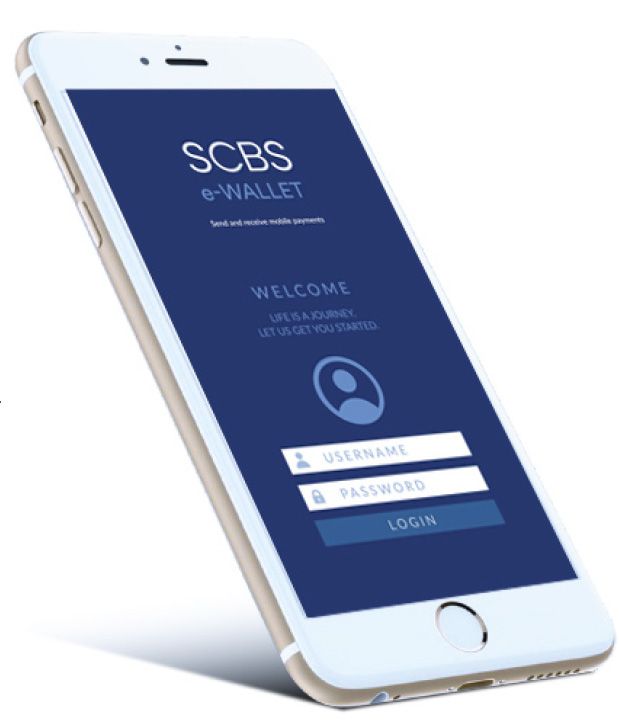 SCBS
e-WALLET
Send and receive mobile payments
WELCOME
LIFE IS A JOURNEY.
LET US GET YOU STARTED.
USERNAME
PASSWORD
LOGIN